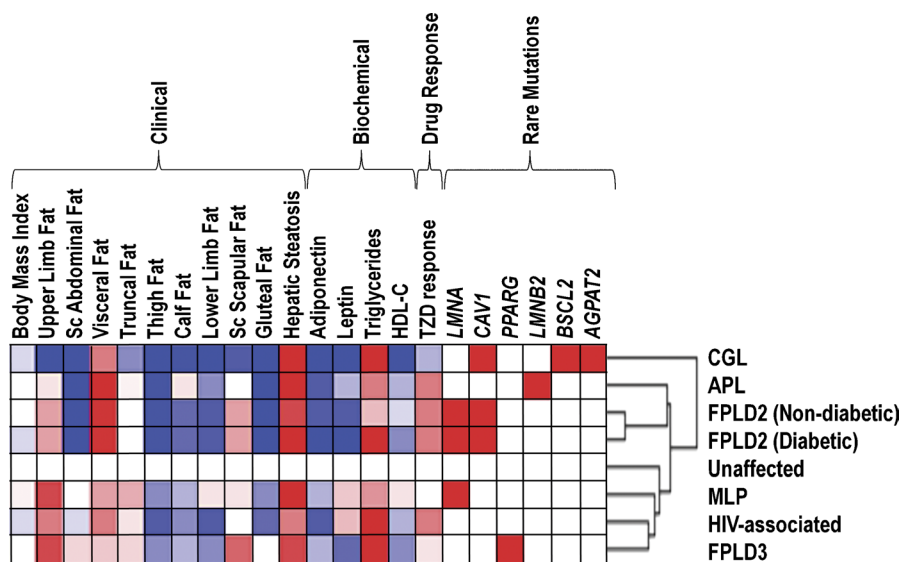 Clinical
Biochemical
Drug Response
Rare Mutations
Body Mass Index
Upper Limb Fat
Sc Abdominal Fat
Visceral Fat
Truncal Fat
Thigh Fat
Calf Fat
Lower Limb Fat
Sc Scapular Fat
Gluteal Fat
Hepatic Steatosis
Adiponectin
Leptin
Triglycerides
HDL-C
TZD response
LMNA
CAV1
PPARG
LMNB2
BSCL2
AGPAT2
CGL
APL
FPLD2 (Non-diabetic)
FPLD2 (Diabetic)
Unaffected
MLP
HIV-associated
FPLD3